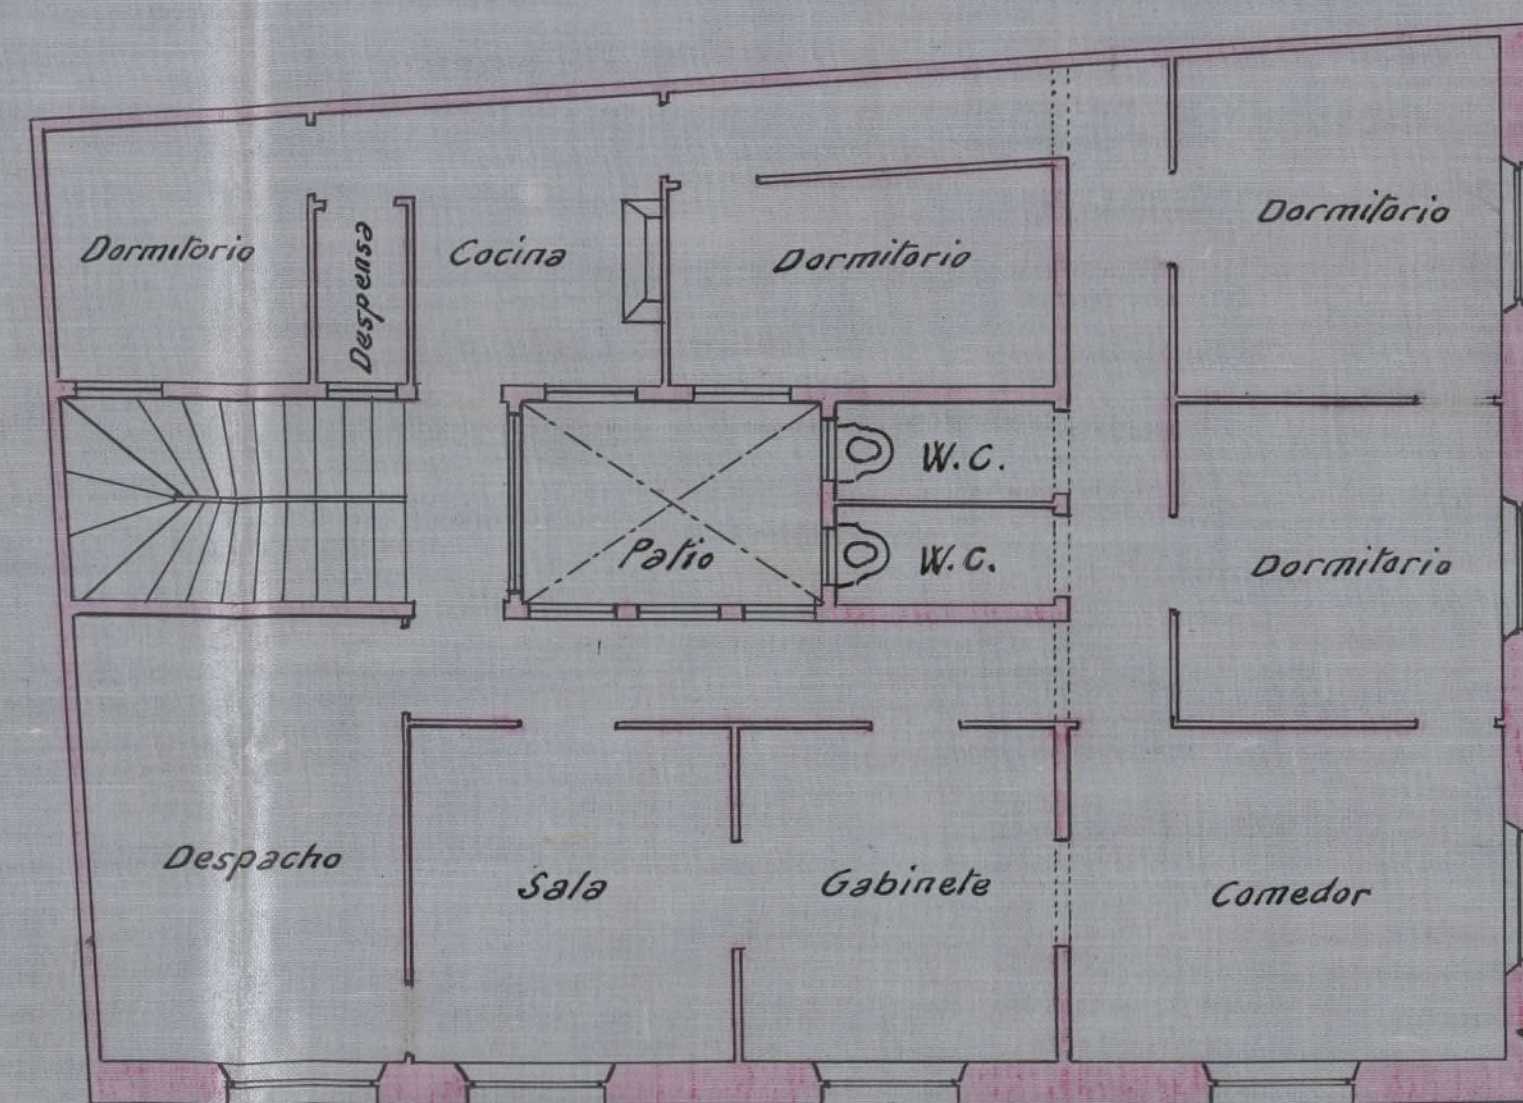 Dormitorio
Dormitorio
Despensa
Cocina
Dormitorio
W.C.
Patio
W.C.
Dormitorio
Despacho
Sala
Gabinete
Comedor